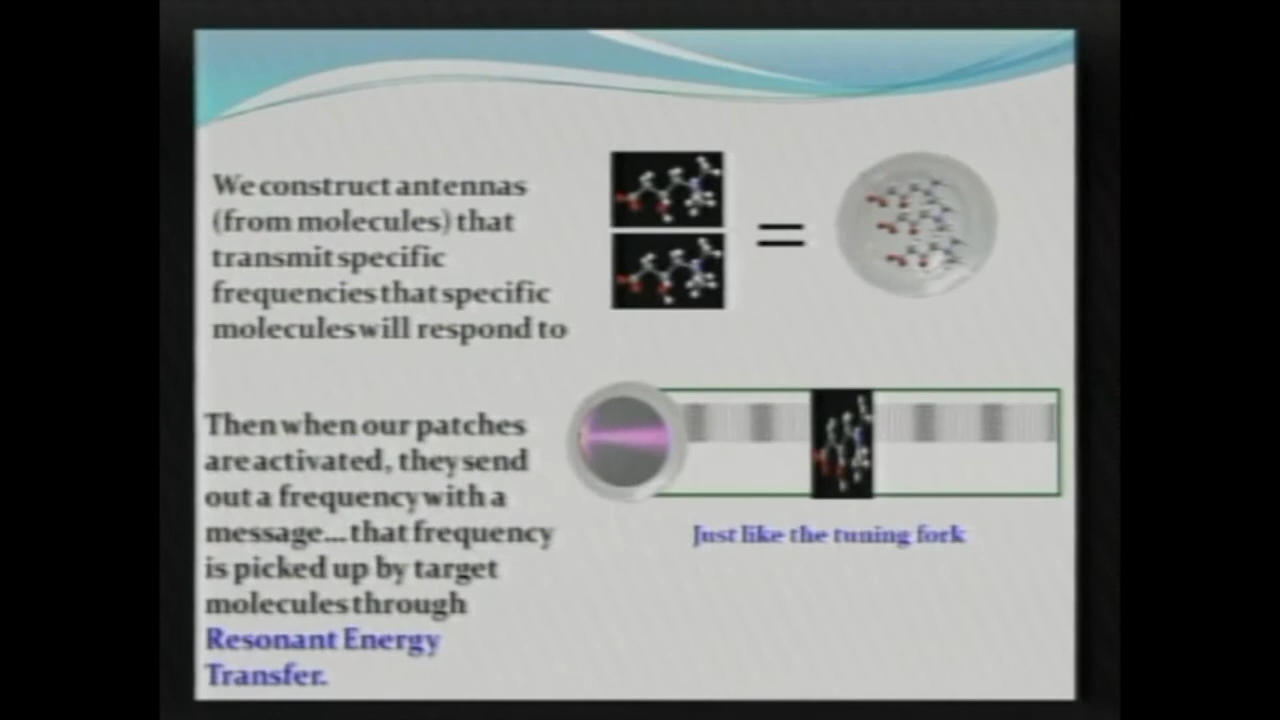 We construct antennas
(from molecules) that
transmit specific
frequencies that specific
molecules will respond to
Then when our patches
are activated, they send
out a frequency with a
message... that frequency
is picked up by target
molecules through
Resonant Energy
Transfer.
Just like the tuning fork